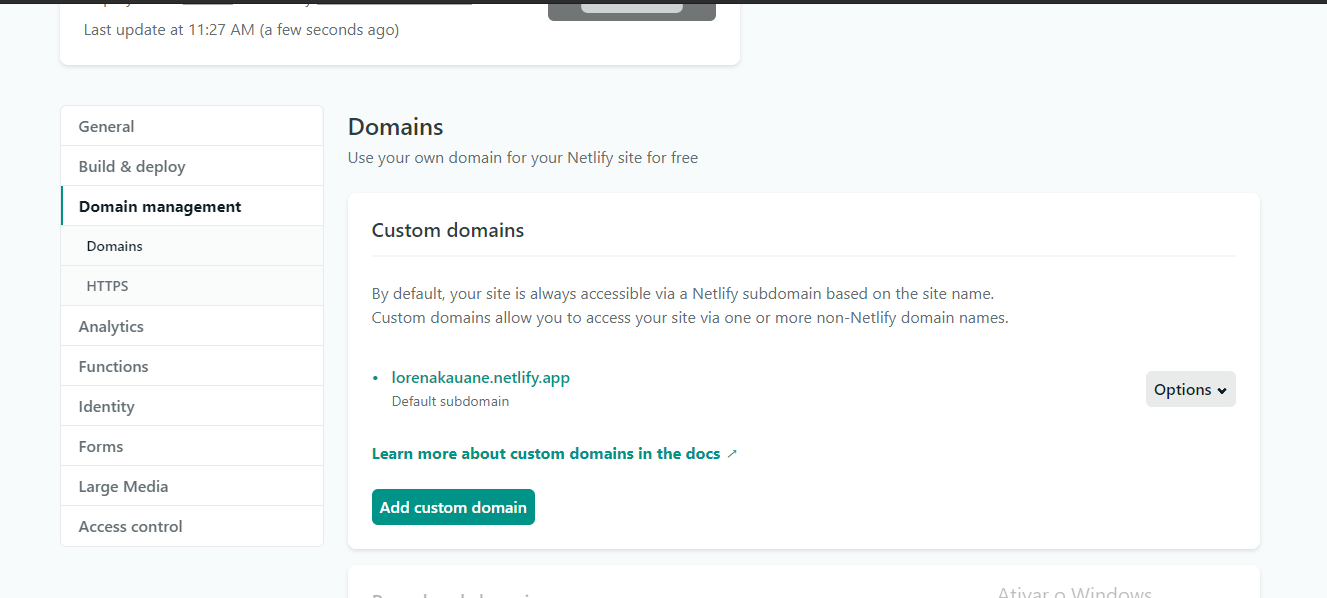 Last update at 11:27 AM (a few seconds ago)
General
Build & deploy
Domain management
Domains
HTTPS
Analytics
Functions
Identity
Forms
Large Media
Access control
Domains
Use your own domain for your Netlify site for free
Custom domains
By default, your site is always accessible via a Netlify subdomain based on the site name.
Custom domains allow you to access your site via one or more non-Netlify domain names.
• lorenakauane.netlify.app
Default subdomain
Options
Learn more about custom domains in the docs ↗
Add custom domain
Ativar o Windows